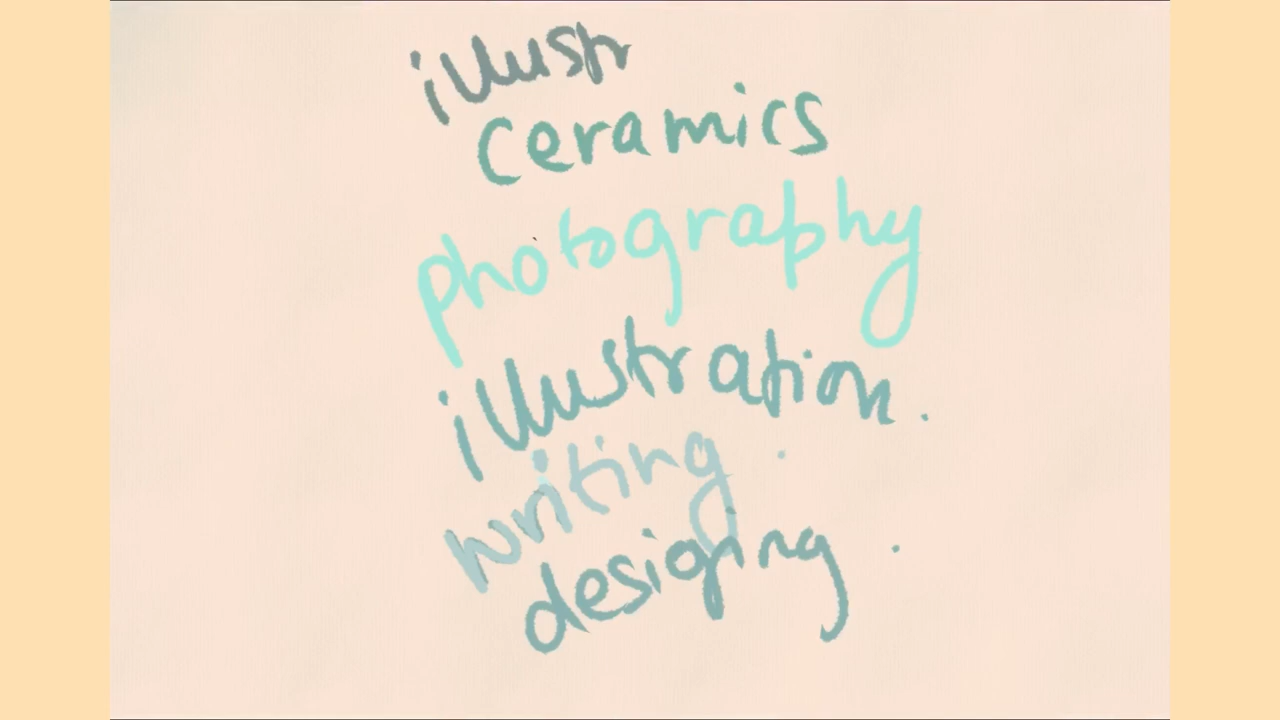 illustr
ceramics
photography
illustration.
writing.
designing.